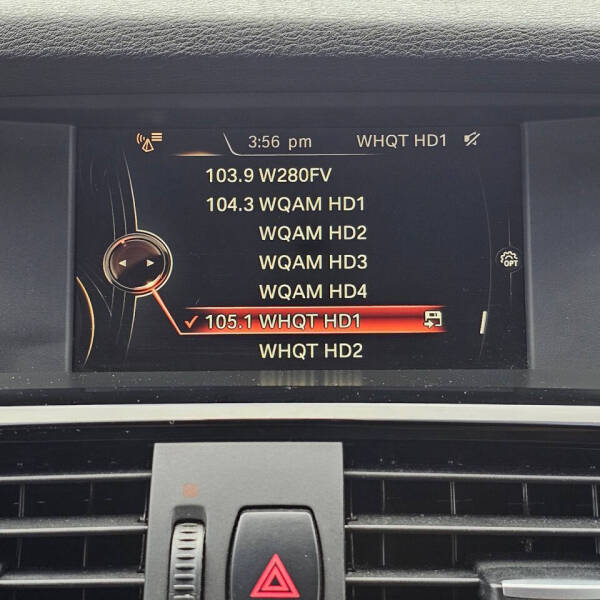 3:56 pm WHQT HD1
103.9 W280FV
104.3 WQAM HD1
WQAM HD2
WQAM HD3
WQAM HD4
105.1 WHQT HD1
WHQT HD2
OPT